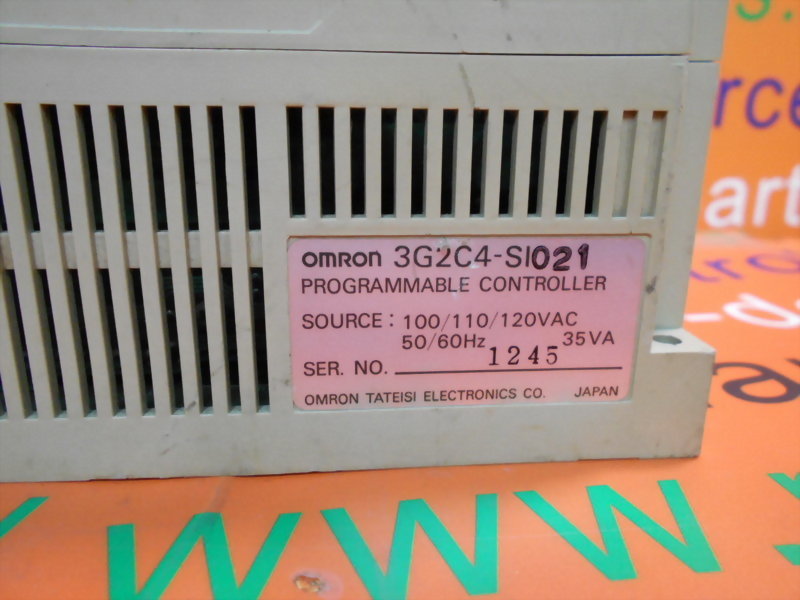 omron 3G2C4-SI021
PROGRAMMABLE CONTROLLER
SOURCE: 100/110/120VAC
50/60Hz 35VA
SER. NO. 1245
OMRON TATEISI ELECTRONICS CO. JAPAN
WWW